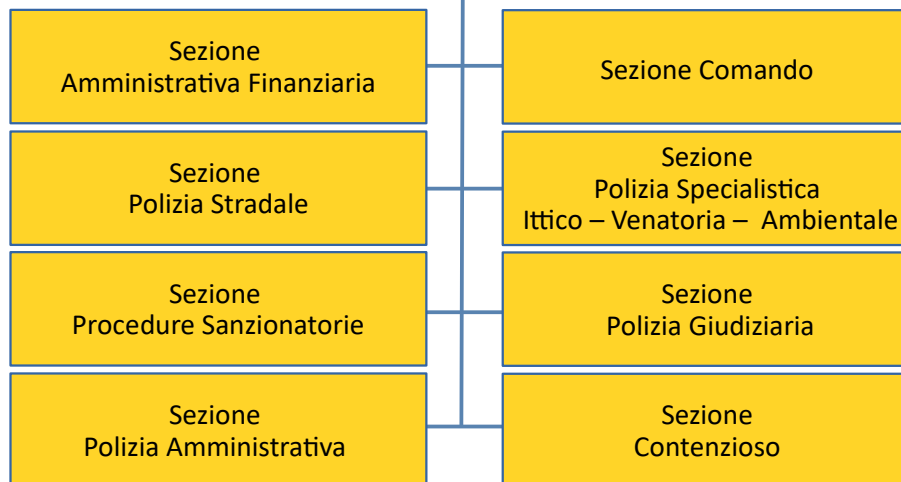 Sezione
Amministrativa Finanziaria
Sezione Comando
Sezione
Polizia Stradale
Sezione
Polizia Specialistica
Ittico – Venatoria –  Ambientale
Sezione
Procedure Sanzionatorie
Sezione
Polizia Giudiziaria
Sezione
Polizia Amministrativa
Sezione
Contenzioso